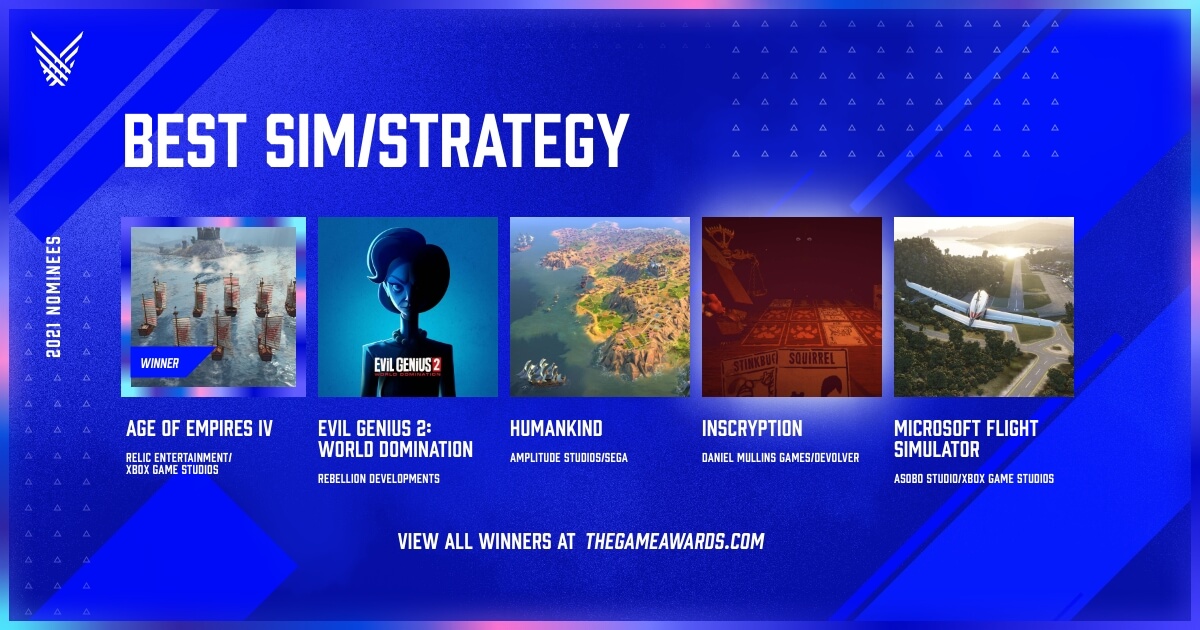 BEST SIM/STRATEGY
2021 NOMINEES
WINNER
EVIL GENIUS 2
WORLD DOMINATION
STINKBUG
SQUIRREL
AGE OF EMPIRES IV
RELIC ENTERTAINMENT/
XBOX GAME STUDIOS
EVIL GENIUS 2:
WORLD DOMINATION
REBELLION DEVELOPMENTS
HUMANKIND
AMPLITUDE STUDIOS/SEGA
INSCRYPTION
DANIEL MULLINS GAMES/DEVOLVER
MICROSOFT FLIGHT
SIMULATOR
ASOBO STUDIO/XBOX GAME STUDIOS
VIEW ALL WINNERS AT THEGAMEAWARDS.COM